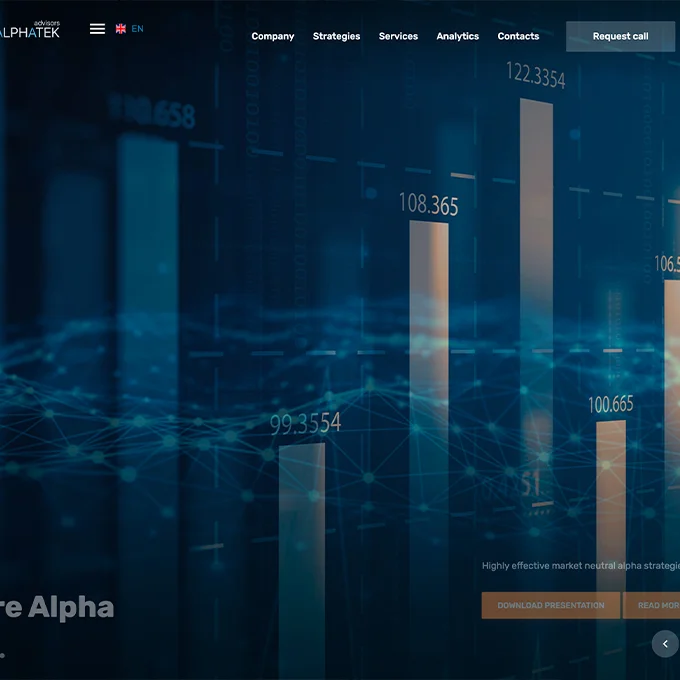 advisors
LPHATEK
EN
Company Strategies Services Analytics Contacts
Request call
122.3354
.658
108.365
106.5
100.665
99.3554
51
Highly effective market neutral alpha strategie
DOWNLOAD PRESENTATION
READ MOR
re Alpha